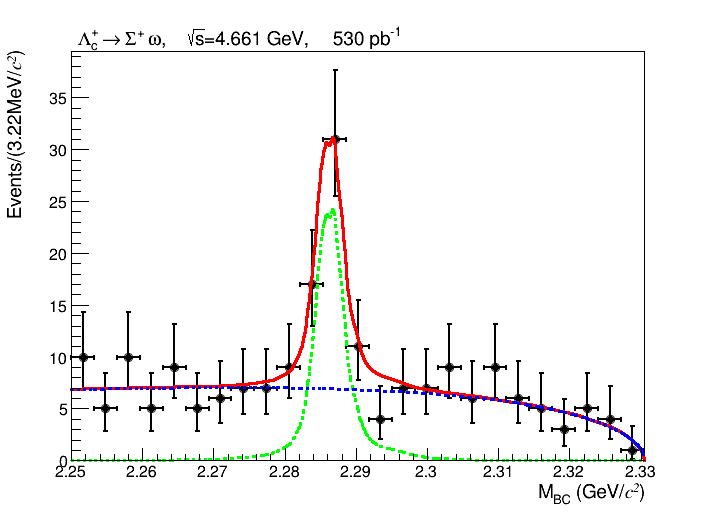 Λc+ → Σ+ ω, √s=4.661 GeV, 530 pb-1
Events/(3.22MeV/c2)
35
30
25
20
15
10
5
0
2.25 2.26 2.27 2.28 2.29 2.3 2.31 2.32 2.33
MBC (GeV/c2)